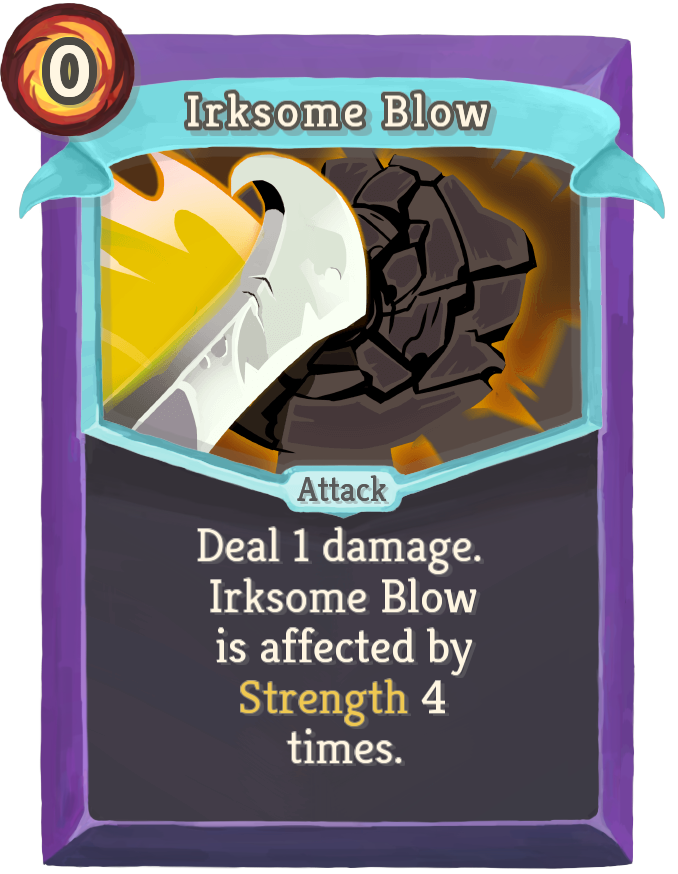 0
Irksome Blow
Attack
Deal 1 damage.
Irksome Blow
is affected by
Strength 4
times.